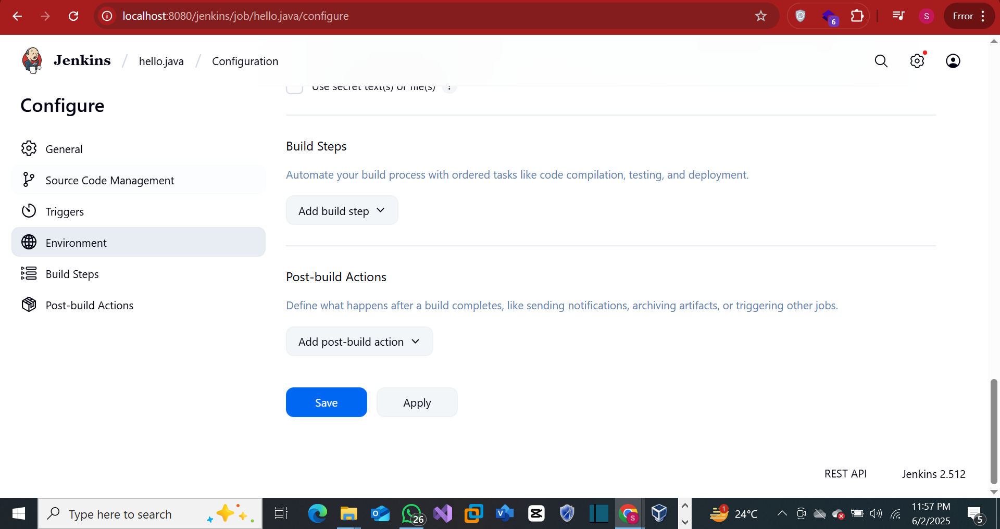 localhost:8080/jenkins/job/hello.java/configure
6
S
Error
Jenkins / hello.java / Configuration
Use secret text(s) or file(s) ?
Configure
General
Source Code Management
Triggers
Environment
Build Steps
Post-build Actions
Build Steps
Automate your build process with ordered tasks like code compilation, testing, and deployment.
Add build step
Post-build Actions
Define what happens after a build completes, like sending notifications, archiving artifacts, or triggering other jobs.
Add post-build action
Save
Apply
REST API
Jenkins 2.512
Type here to search
26
S
1
24°C
11:57 PM
6/2/2025
5